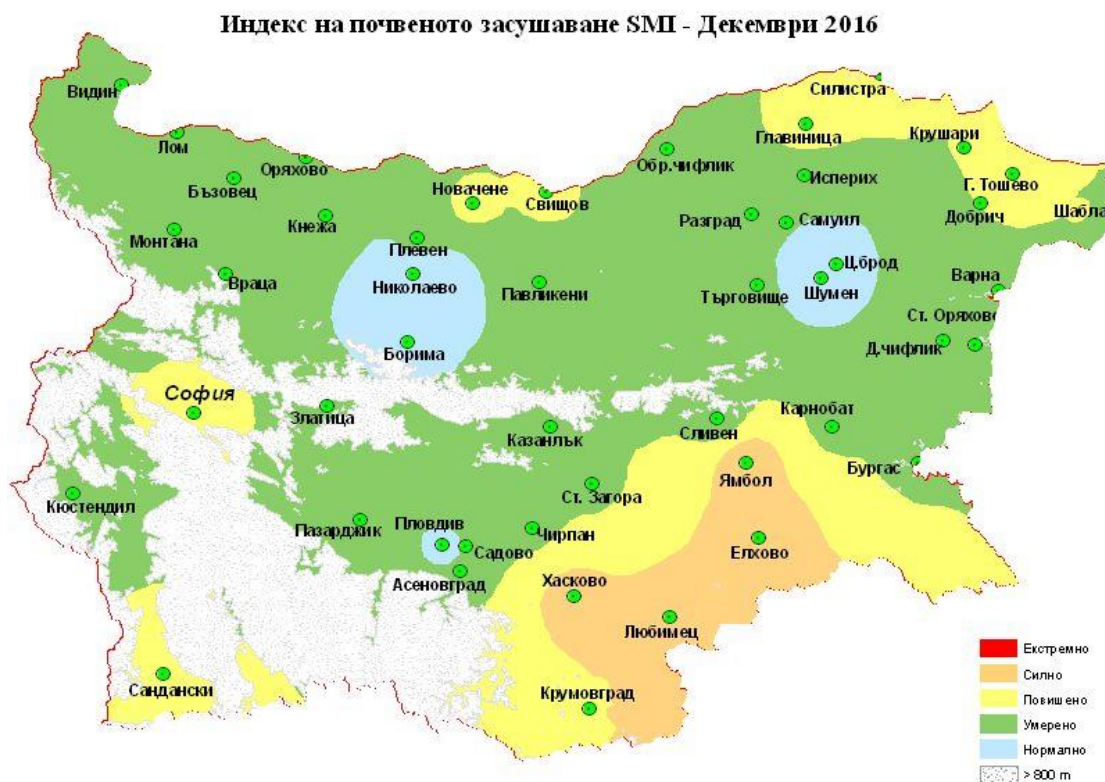 Индекс на почвеното засушаване SMI - Декември 2016
Видин
Силистра
Лом
Главиница
Крушари
Оряхово
Обр.чифлик
Бъзовец
Новачене
Исперих
Г. Тошево
Свищов
Кнежа
Разград
Самуил
Добрич
Шабла
Монтана
Плевен
Ц.брод
Враца
Николаево
Павликени
Търговище
Шумен
Варна
Ст. Оряхово
Борима
Д.чифлик
София
Златица
Казанлък
Сливен
Карнобат
Бургас
Ямбол
Кюстендил
Ст. Загора
Пазарджик
Пловдив
Чирпан
Садово
Елхово
Асеновград
Хасково
Любимец
Сандански
Крумовград
Екстремно
Силно
Повишено
Умерено
Нормално
> 800 m